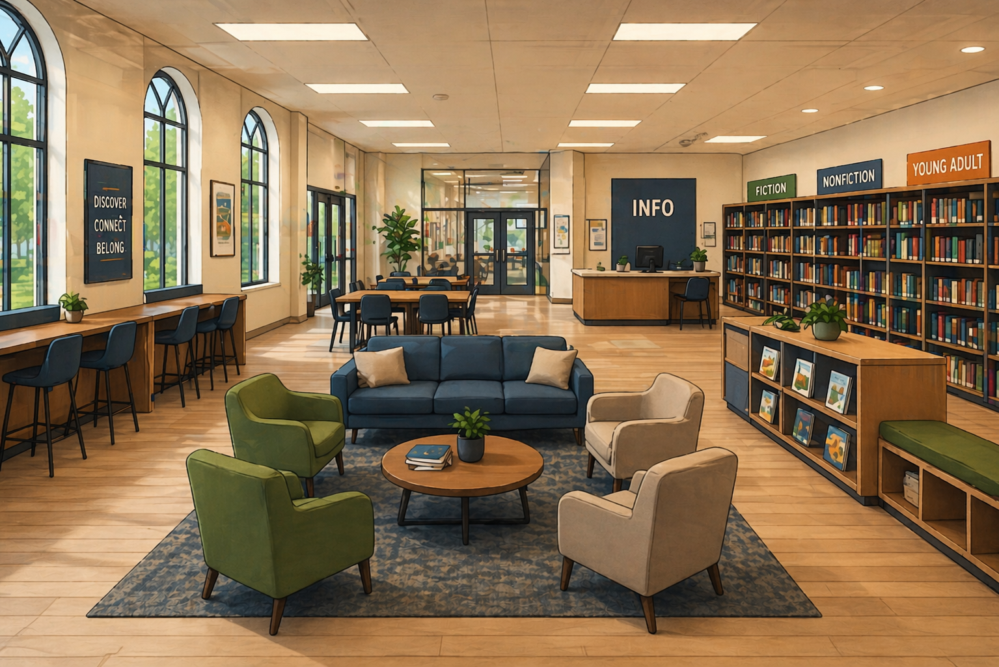 DISCOVER
CONNECT
BELONG.
INFO
FICTION
NONFICTION
YOUNG ADULT